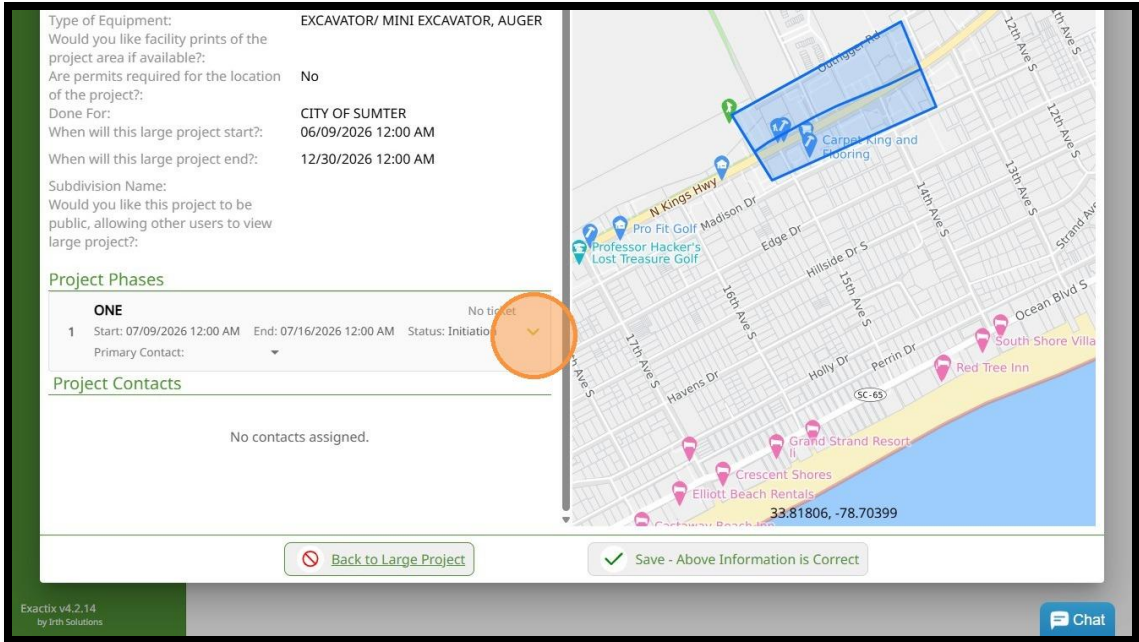 Type of Equipment: EXCAVATOR/ MINI EXCAVATOR, AUGER
Would you like facility prints of the
project area if available?:
Are permits required for the location No
of the project?:
Done For: CITY OF SUMTER
When will this large project start?: 06/09/2026 12:00 AM
When will this large project end?: 12/30/2026 12:00 AM
Subdivision Name:
Would you like this project to be
public, allowing other users to view
large project?:
Project Phases
ONE No ticket
1 Start: 07/09/2026 12:00 AM End: 07/16/2026 12:00 AM Status: Initiation
Primary Contact:
Project Contacts
No contacts assigned.
Outrigger Rd
12th Ave S
12th Ave S
Carpet King and
Flooring
N Kings Hwy
Madison Dr
13th Ave S
14th Ave S
Pro Fit Golf
Professor Hacker's
Lost Treasure Golf
Edge Dr
Hillside Dr S
15th Ave S
16th Ave S
17th Ave S
Ocean Blvd S
South Shore Villa
Holly Dr
Perrin Dr
Red Tree Inn
Havens Dr
SC-65
Grand Strand Resort
Ii
Crescent Shores
Elliott Beach Rentals
33.81806, -78.70399
Castaway Beach Inn
Back to Large Project
Save - Above Information is Correct
Exactix v4.2.14
by Irth Solutions
Chat